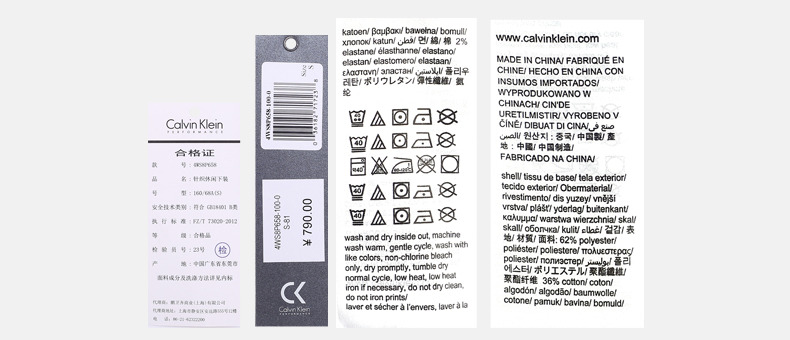 Calvin Klein
PERFORMANCE
合格证
款 号：4WS8P658
品 名：针织休闲下装
型 号：160/68A(S)
安全技术类别：符合 GB18401 B类
执 行 标 准：FZ/T 73020-2012
等 级：合格品
检 验 员 号：23号 检
产 地：中国广东省东莞市
面料成分及洗涤方法详见内标
Size
S
4WS8P658-100-0
4WS8P658-100-0
S-81
¥ 790.00
CK
Calvin Klein
katoen/ βαμβακι/ bawełna/ bomull/
хлопок/ katun/ قطن/ 면/ 綿/ 棉 2%
elastane/ élasthanne/ elastano/
elastan/ elastomero/ elastaan/
ελαστανη/ эластан/ ايلاستين/ 폴리우
레탄/ ポリウレタン/ 彈性纖維/ 氨
纶
wash and dry inside out, machine
wash warm, gentle cycle, wash with
like colors, non-chlorine bleach
only, dry promptly, tumble dry
normal cycle, low heat, low heat
iron if necessary, do not dry clean,
do not iron prints/
laver et sécher à l'envers, laver à la
www.calvinklein.com
MADE IN CHINA/ FABRIQUÉ EN
CHINE/ HECHO EN CHINA CON
INSUMOS IMPORTADOS/
WYPRODUKOWANO W
CHINACH/ CIN'DE
URETILMISTIR/ VYROBENO V
ČÍNĚ/ DIBUAT DI CINA/ صنع في
الصين/ 원산지 : 중국/ 中国製/ 產
地：中國/ 中国制造/
FABRICADO NA CHINA/
shell/ tissu de base/ tela exterior/
tecido exterior/ Obermaterial/
rivestimento/ dis yuzey/ vnější
vrstva/ plášť/ yderlag/ buitenkant/
καλυμμα/ warstwa wierzchnia/ skal/
skall/ оболочка/ kulit/ غطاء/ 겉감/ 表
地/ 材質/ 面料: 62% polyester/
poliéster/ poliestere/ πολυεστερας/
poliester/ полиэстер/ بوليستر/ 폴리
에스터/ ポリエステル/ 聚酯纖維/
聚酯纤维 36% cotton/ coton/
algodón/ algodão/ baumwolle/
cotone/ pamuk/ bavlna/ bomuld/